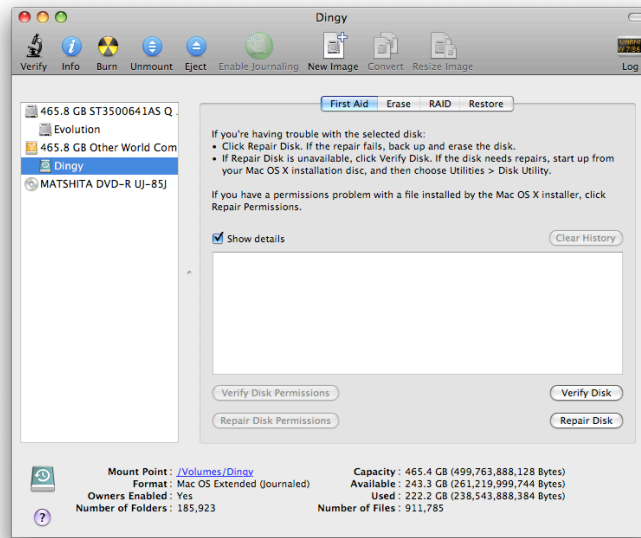 Dingy
Verify Info Burn Unmount Eject Enable Journaling New Image Convert Resize Image Log
465.8 GB ST3500641AS Q
Evolution
465.8 GB Other World Com
Dingy
MATSHITA DVD-R UJ-85J
First Aid Erase RAID Restore
If you're having trouble with the selected disk:
• Click Repair Disk. If the repair fails, back up and erase the disk.
• If Repair Disk is unavailable, click Verify Disk. If the disk needs repairs, start up from
your Mac OS X installation disc, and then choose Utilities > Disk Utility.
If you have a permissions problem with a file installed by the Mac OS X installer, click
Repair Permissions.
Show details
Clear History
Verify Disk Permissions
Verify Disk
Repair Disk Permissions
Repair Disk
Mount Point : /Volumes/Dingy
Format : Mac OS Extended (Journaled)
Owners Enabled : Yes
Number of Folders : 185,923
Capacity : 465.4 GB (499,763,888,128 Bytes)
Available : 243.3 GB (261,219,999,744 Bytes)
Used : 222.2 GB (238,543,888,384 Bytes)
Number of Files : 911,785
?